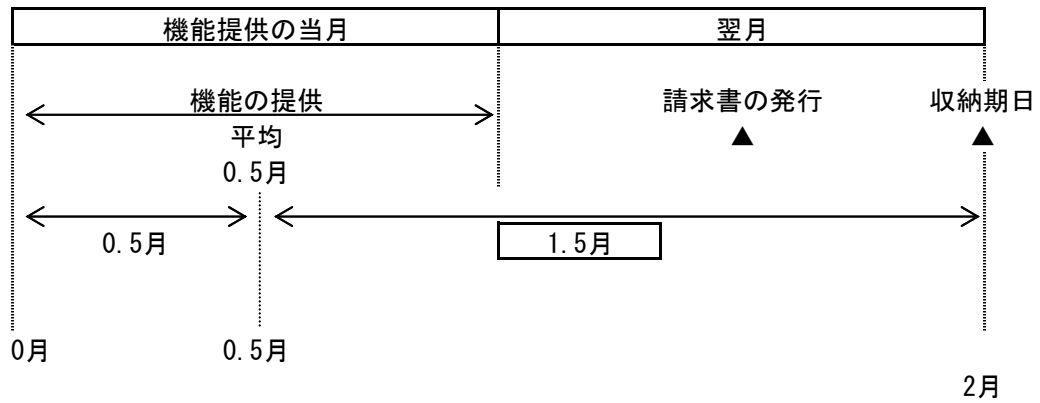 機能提供の当月 翌月
機能の提供 請求書の発行 収納期日
平均 ▲ ▲
0.5月
0.5月 1.5月
0月 0.5月
2月